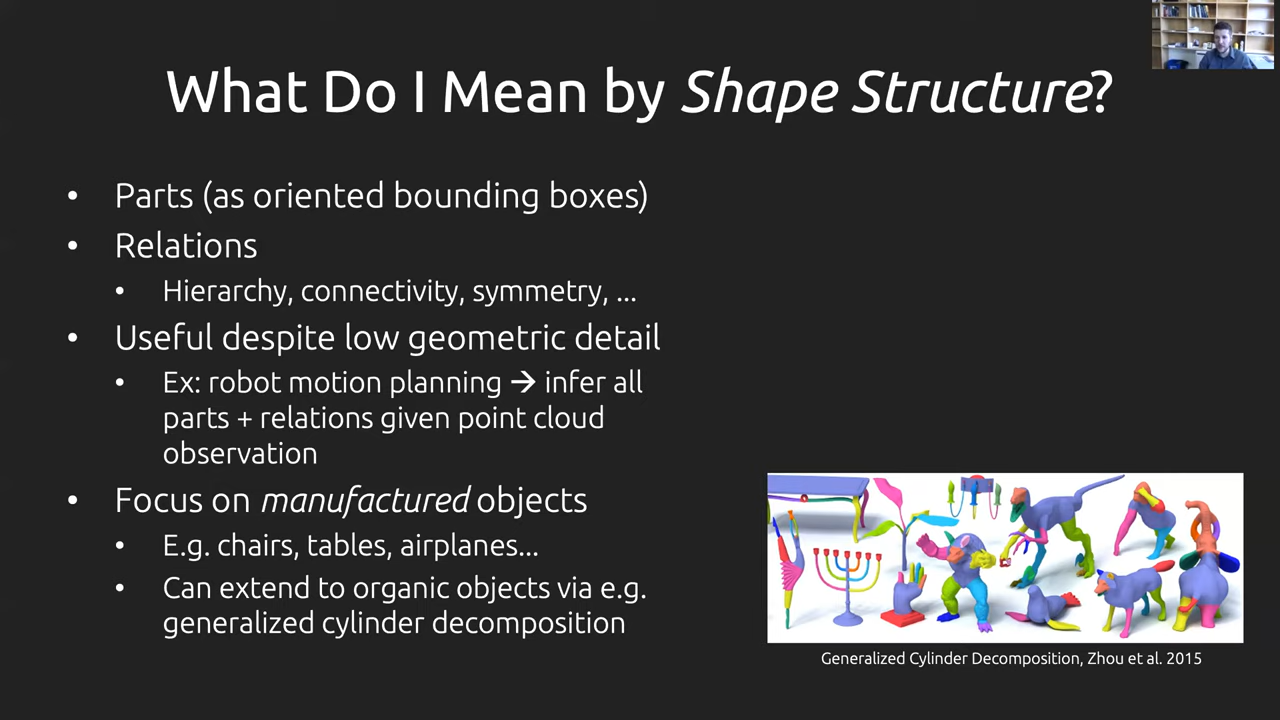 What Do I Mean by Shape Structure?
• Parts (as oriented bounding boxes)
• Relations
• Hierarchy, connectivity, symmetry, ...
• Useful despite low geometric detail
• Ex: robot motion planning → infer all
parts + relations given point cloud
observation
• Focus on manufactured objects
• E.g. chairs, tables, airplanes...
• Can extend to organic objects via e.g.
generalized cylinder decomposition
Generalized Cylinder Decomposition, Zhou et al. 2015